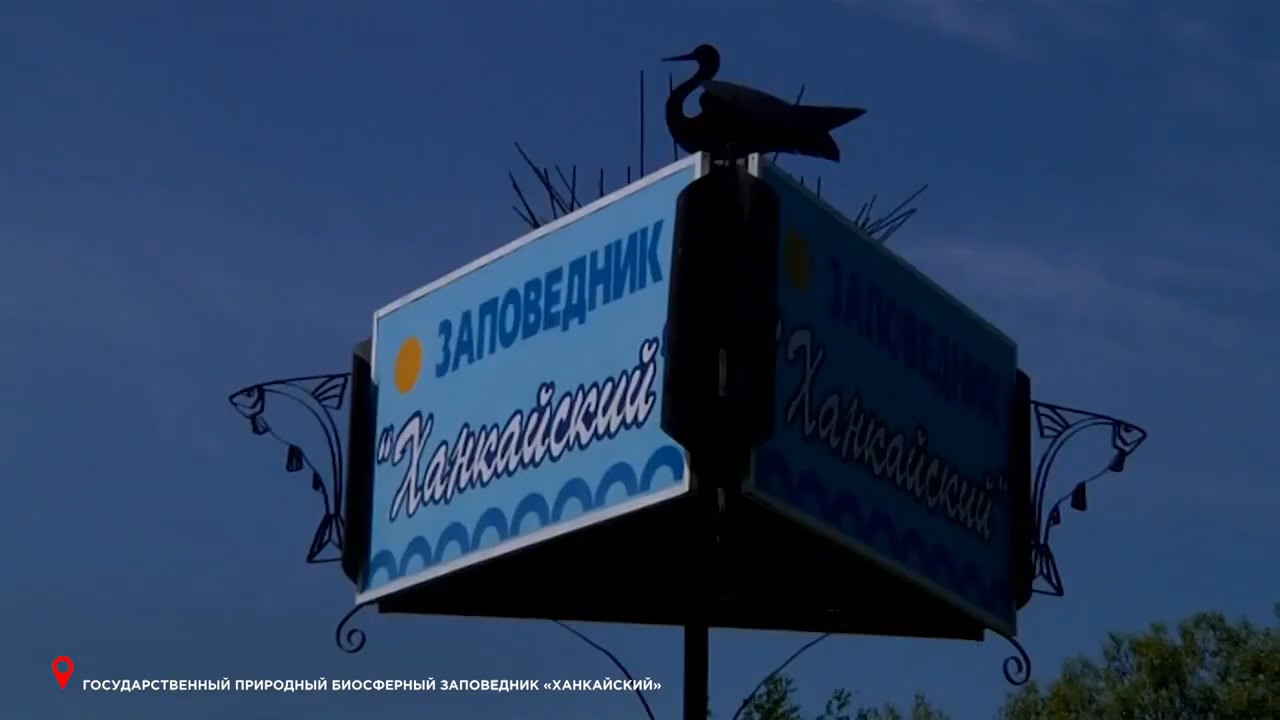 ЗАПОВЕДНИК
"Ханкайский"
ЗАПОВЕДНИК
"Ханкайский"
ГОСУДАРСТВЕННЫЙ ПРИРОДНЫЙ БИОСФЕРНЫЙ ЗАПОВЕДНИК «ХАНКАЙСКИЙ»